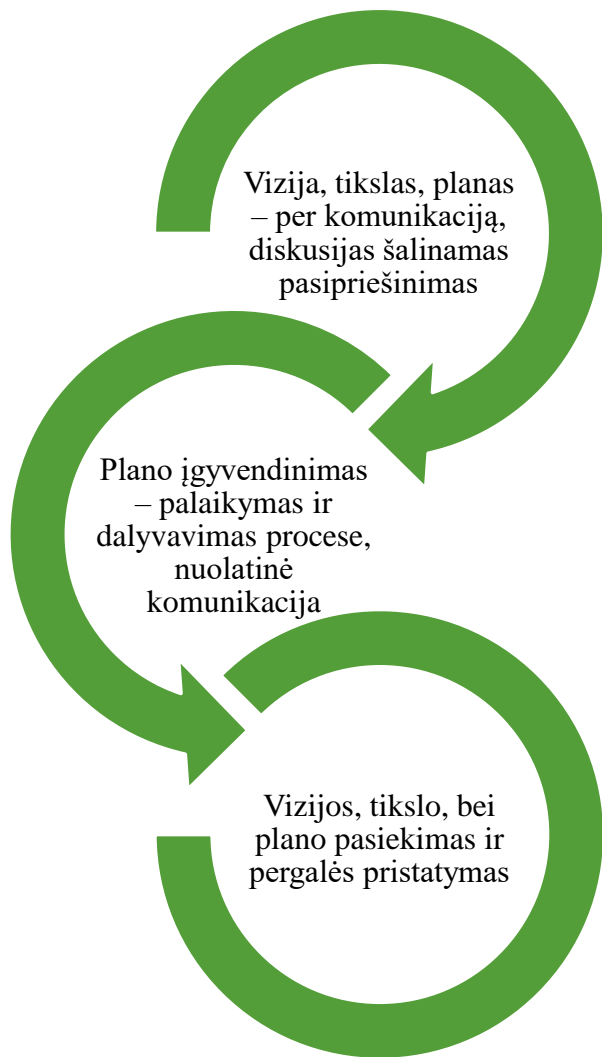 Vizija, tikslas, planas
– per komunikaciją,
diskusijas šalinamas
pasipriešinimas
Plano įgyvendinimas
– palaikymas ir
dalyvavimas procese,
nuolatinė
komunikacija
Vizijos, tikslo, bei
plano pasiekimas ir
pergalės pristatymas